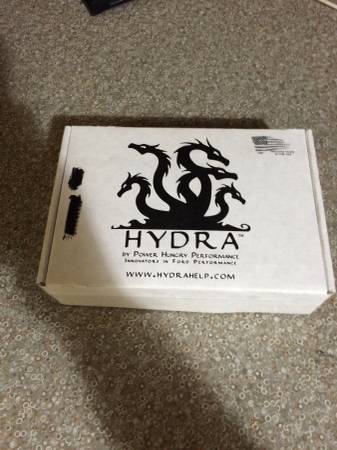 HYDRA™
BY POWER HUNGRY PERFORMANCE
INNOVATORS IN FORD PERFORMANCE
WWW.HYDRAHELP.COM